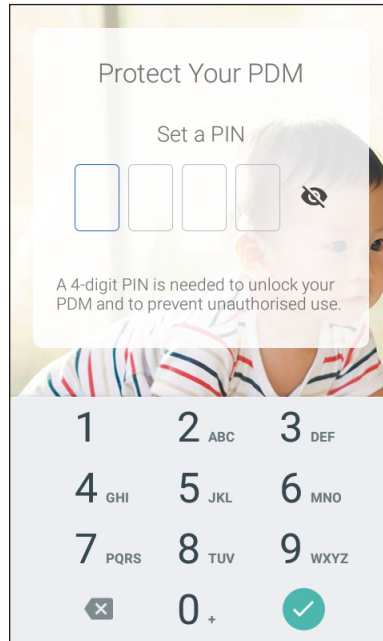 Protect Your PDM
Set a PIN
A 4-digit PIN is needed to unlock your
PDM and to prevent unauthorised use.
1 2 ABC 3 DEF
4 GHI 5 JKL 6 MNO
7 PQRS 8 TUV 9 WXYZ
0 +